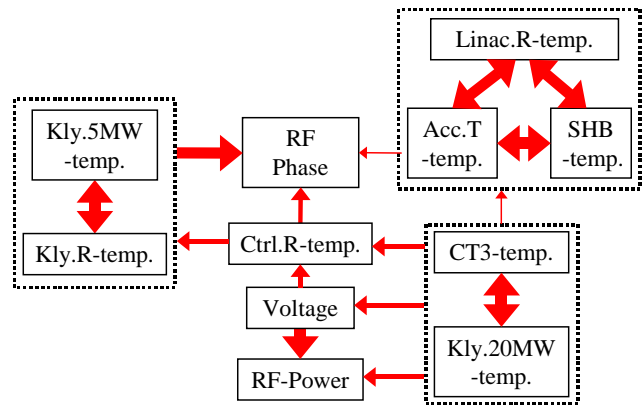 Linac.R-temp.
Kly.5MW
-temp.
RF
Phase
Acc.T
-temp.
SHB
-temp.
Kly.R-temp.
Ctrl.R-temp.
CT3-temp.
Voltage
Kly.20MW
-temp.
RF-Power